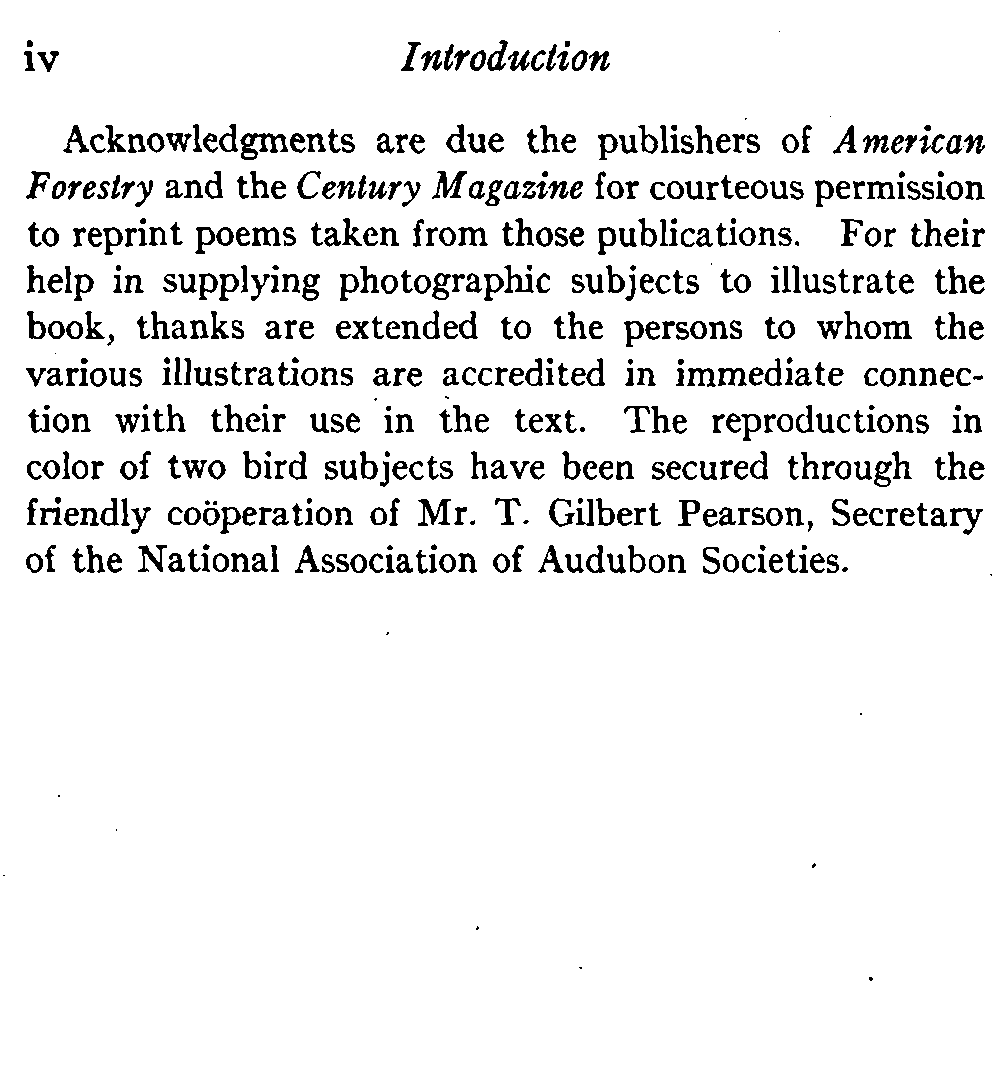 iv Introduction
Acknowledgments are due the publishers of American
Forestry and the Century Magazine for courteous permission
to reprint poems taken from those publications. For their
help in supplying photographic subjects to illustrate the
book, thanks are extended to the persons to whom the
various illustrations are accredited in immediate connec-
tion with their use in the text. The reproductions in
color of two bird subjects have been secured through the
friendly coöperation of Mr. T. Gilbert Pearson, Secretary
of the National Association of Audubon Societies.